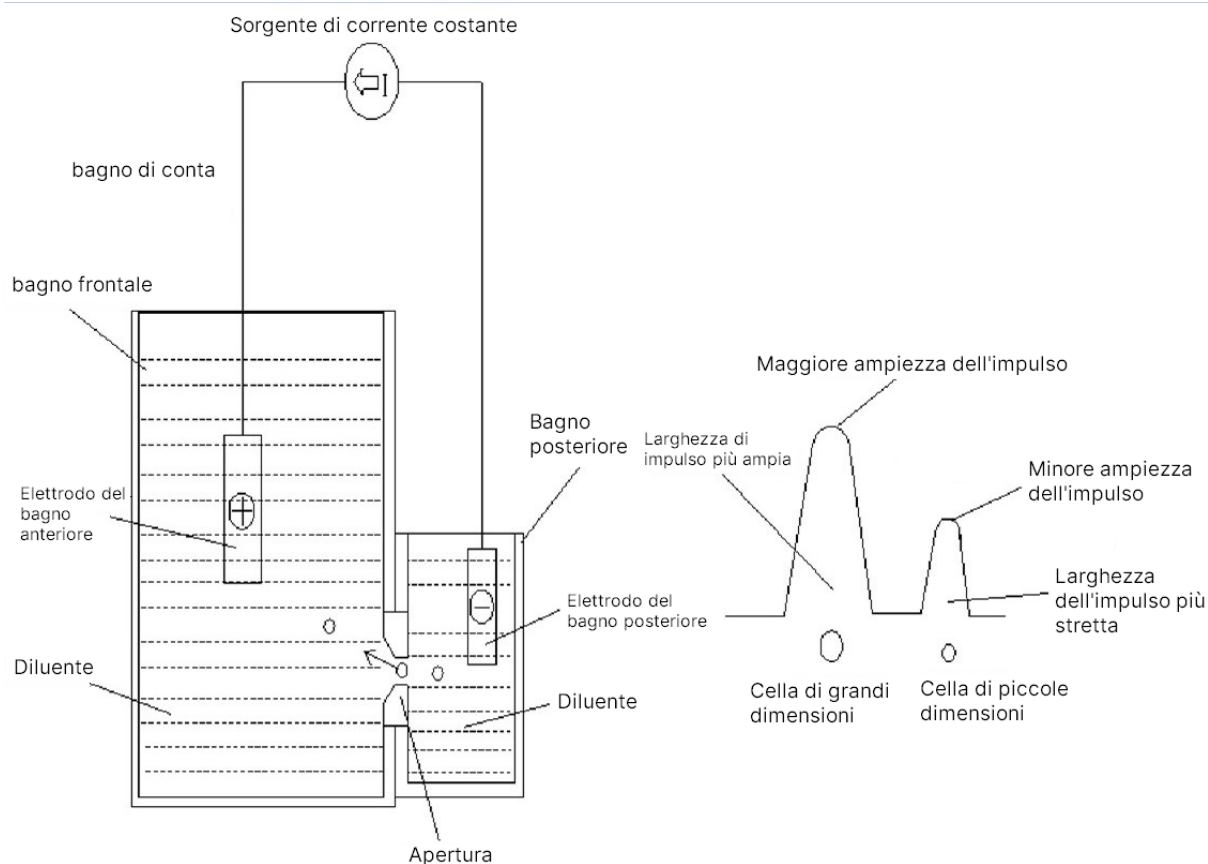 Sorgente di corrente costante
I
bagno di conta
bagno frontale
Elettrodo del
bagno
anteriore
Diluente
Bagno
posteriore
Elettrodo del
bagno posteriore
Diluente
Apertura
Maggiore ampiezza dell'impulso
Larghezza di
impulso più ampia
Minore ampiezza
dell'impulso
Larghezza
dell'impulso più
stretta
Cella di grandi
dimensioni
Cella di piccole
dimensioni